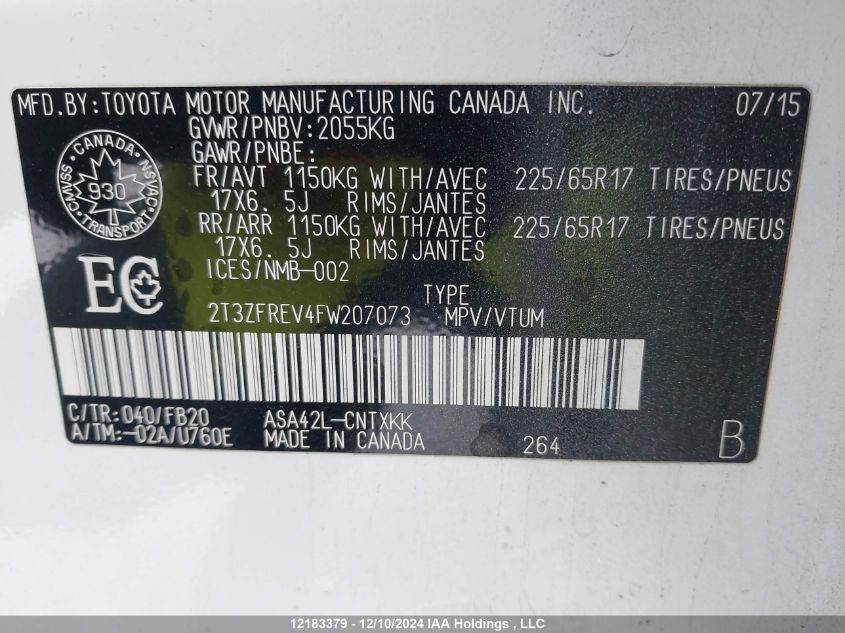 MFD.BY:TOYOTA MOTOR MANUFACTURING CANADA INC. 07/15
GVWR/PNBV:2055KG
GAWR/PNBE:
FR/AVT 1150KG WITH/AVEC 225/65R17 TIRES/PNEUS
17X6.5J RIMS/JANTES
RR/ARR 1150KG WITH/AVEC 225/65R17 TIRES/PNEUS
17X6.5J RIMS/JANTES
ICES/NMB-002
CANADA
CMVSS NSVAC
930
TRANSPORT
EC
TYPE
2T3ZFREV4FW207073 MPV/VTUM
C/TR:040/FB20 ASA42L-CNTXKK
A/TM:-02A/U760E MADE IN CANADA 264 B
12183379 - 12/10/2024 IAA Holdings, LLC